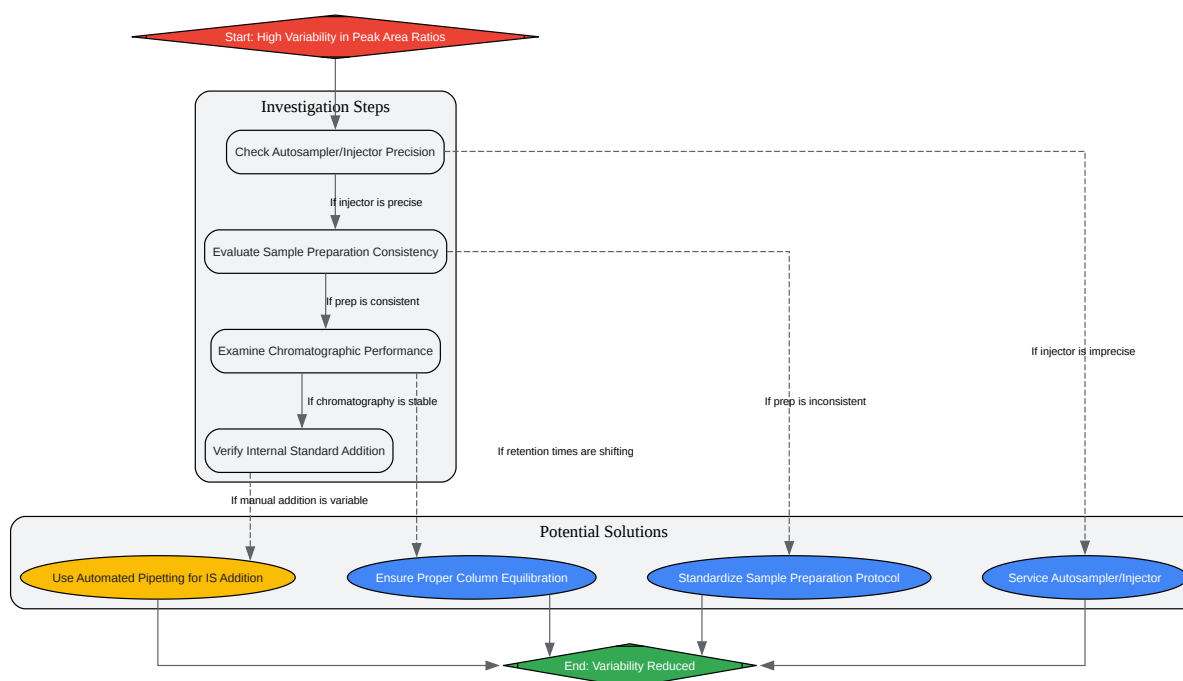 Start: High Variability in Peak Area Ratios
Investigation Steps
Check Autosampler/Injector Precision
If injector is precise
Evaluate Sample Preparation Consistency
If prep is consistent
Examine Chromatographic Performance
If injector is imprecise
If chromatography is stable
If prep is inconsistent
Verify Internal Standard Addition
If retention times are shifting
If manual addition is variable
Potential Solutions
Use Automated Pipetting for IS Addition
Ensure Proper Column Equilibration
Standardize Sample Preparation Protocol
Service Autosampler/Injector
End: Variability Reduced